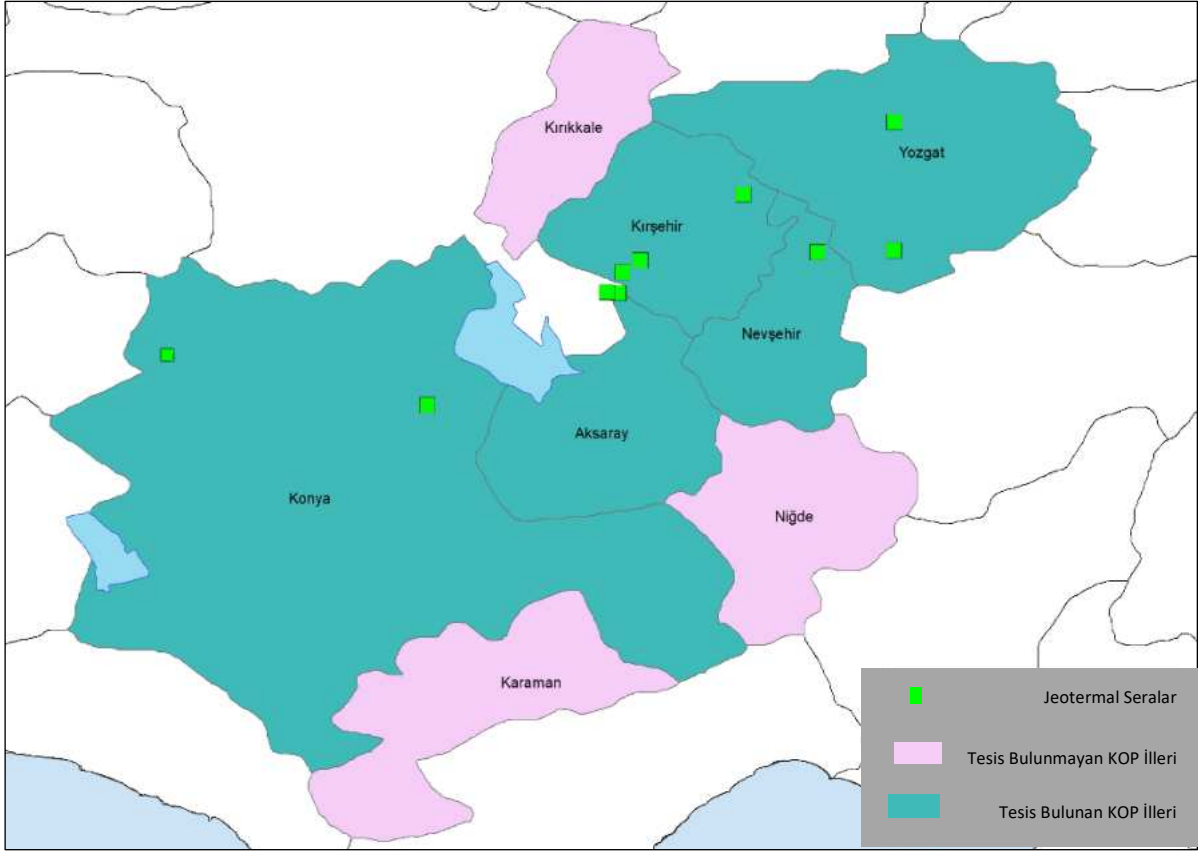 Kırıkkale
Yozgat
Kırşehir
Nevşehir
Aksaray
Konya
Niğde
Karaman
Jeotermal Seralar
Tesis Bulunmayan KOP İlleri
Tesis Bulunan KOP İlleri